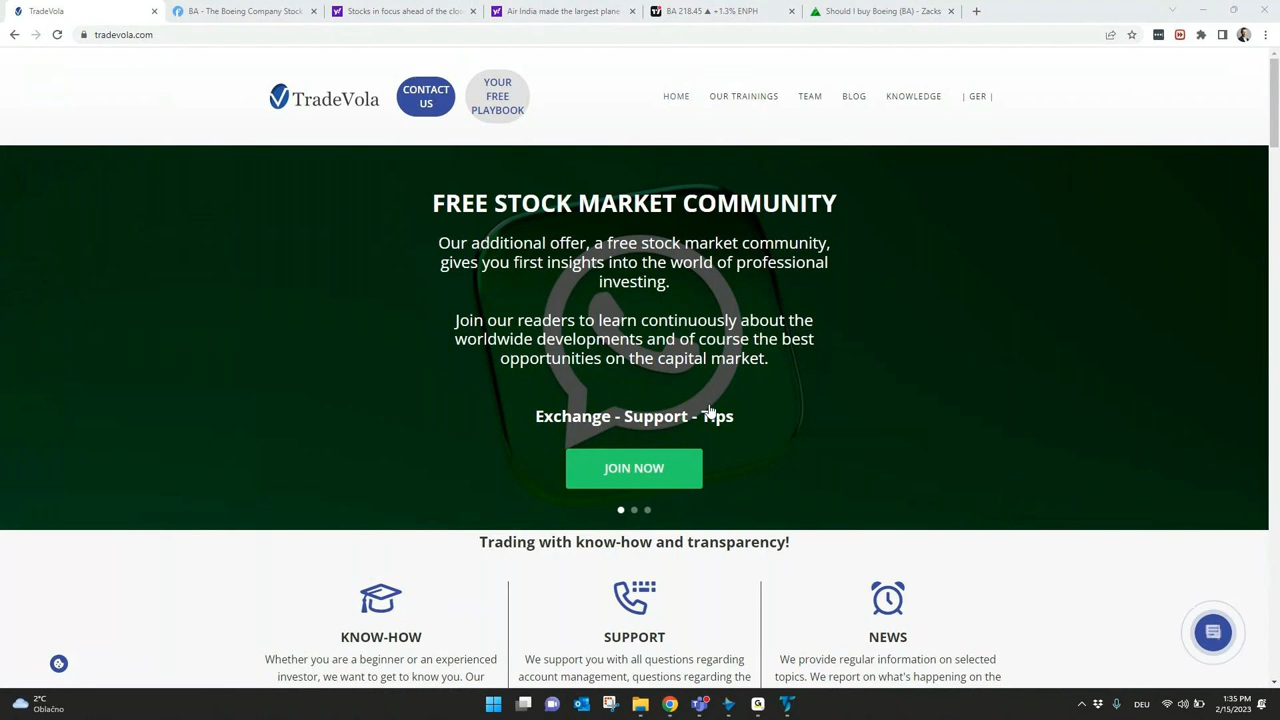 TradeVola
BA - The Boeing Company Stock
Stocks in focus ahead of the clo
Air India made the largest plane
BA 218.45 ▲ +1.3% ENPH
Should I buy Boeing (BA) - Zacks
tradevola.com
TradeVola
CONTACT
US
YOUR
FREE
PLAYBOOK
HOME
OUR TRAININGS
TEAM
BLOG
KNOWLEDGE
| GER |
FREE STOCK MARKET COMMUNITY
Our additional offer, a free stock market community,
gives you first insights into the world of professional
investing.
Join our readers to learn continuously about the
worldwide developments and of course the best
opportunities on the capital market.
Exchange - Support - Tips
JOIN NOW
Trading with know-how and transparency!
KNOW-HOW
Whether you are a beginner or an experienced
investor, we want to get to know you. Our
SUPPORT
We support you with all questions regarding
account management, questions regarding the
NEWS
We provide regular information on selected
topics. We report on what's happening on the
2°C
Oblačno
DEU
1:35 PM
2/15/2023